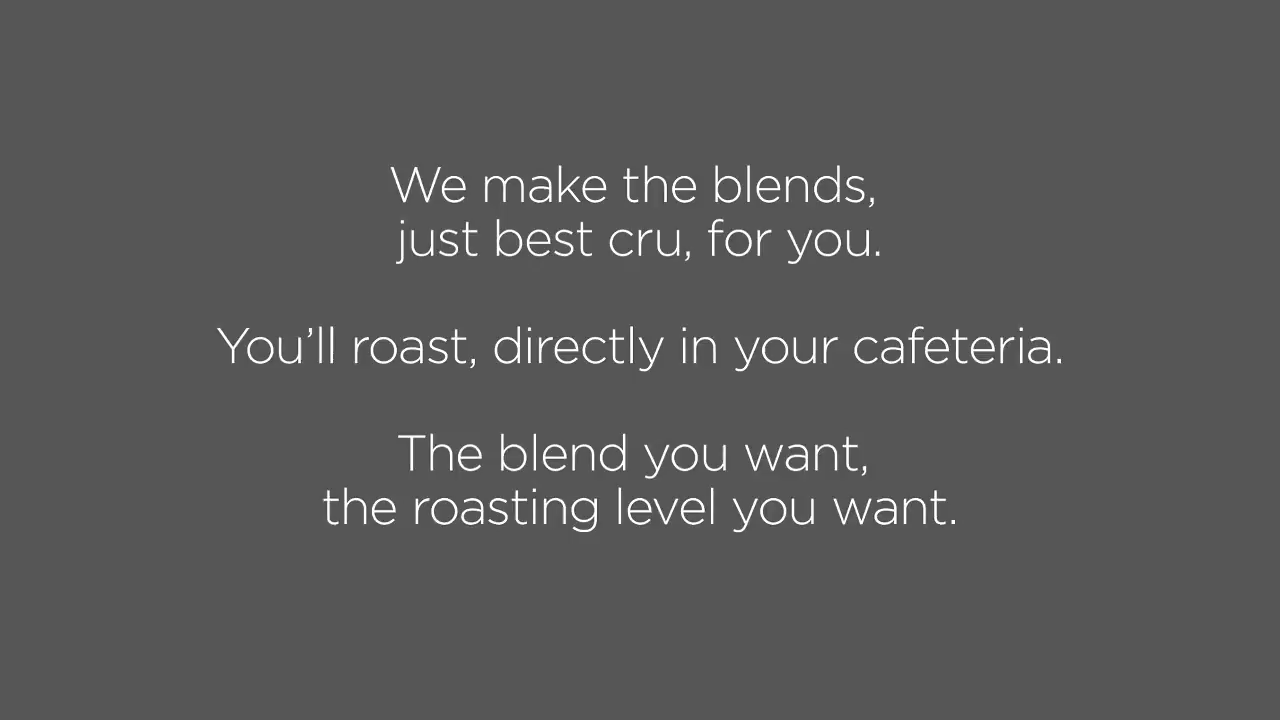 We make the blends,
just best cru, for you.
You’ll roast, directly in your cafeteria.
The blend you want,
the roasting level you want.